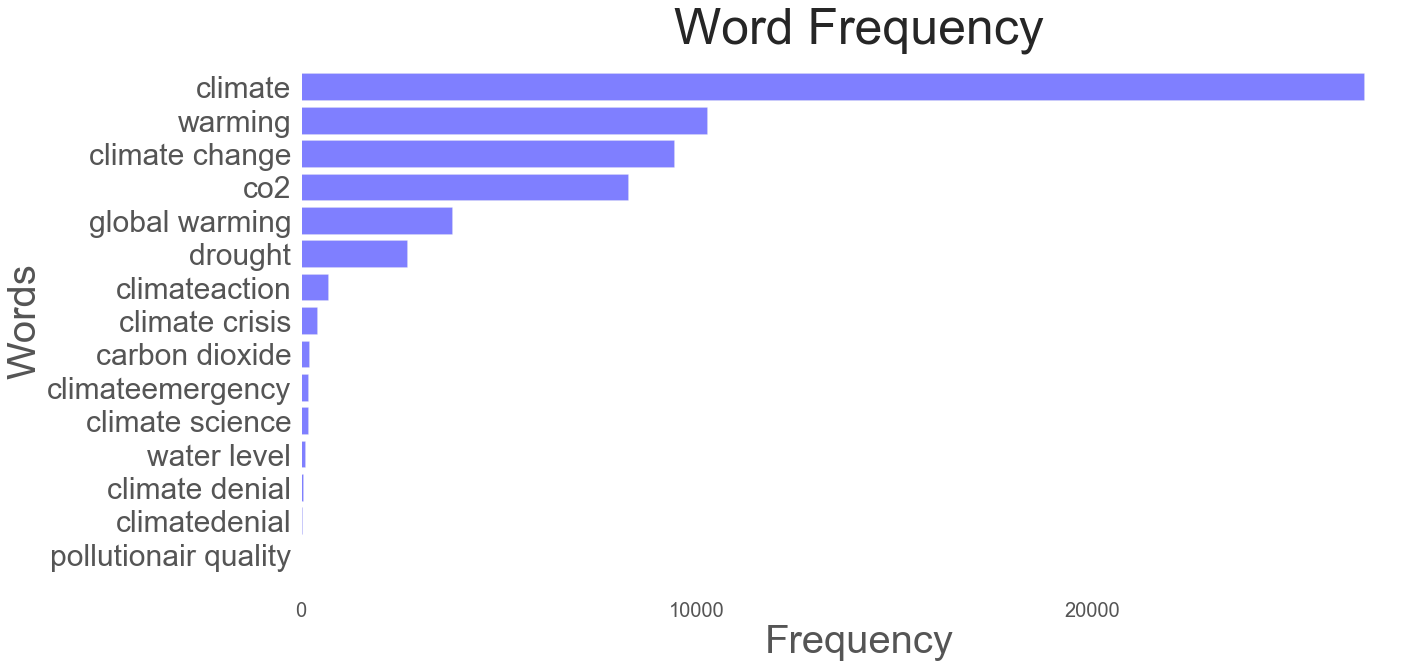 Word Frequency
climate
warming
climate change
co2
global warming
drought
climateaction
climate crisis
carbon dioxide
climateemergency
climate science
water level
climate denial
climatedenial
pollutionair quality
Words
0 10000 20000
Frequency